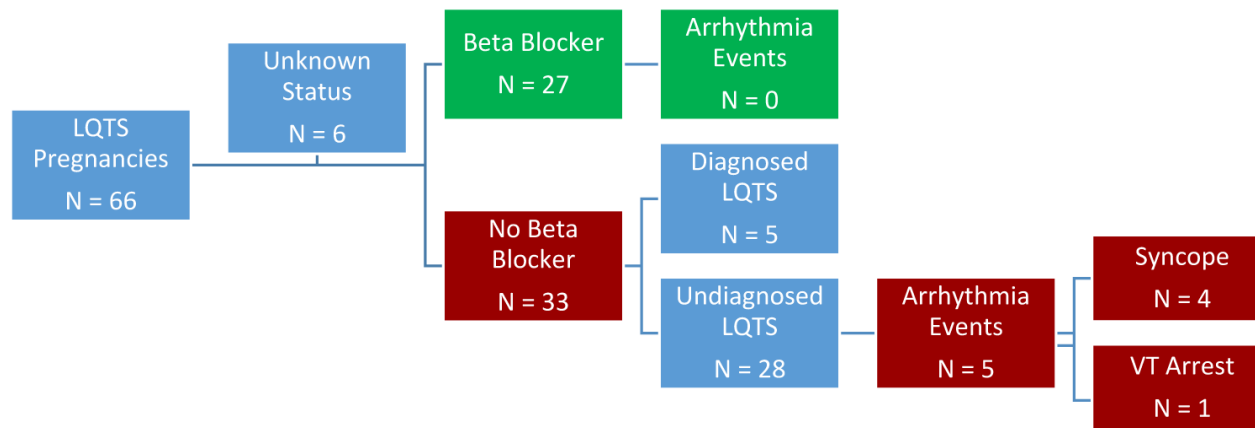 LQTS
Pregnancies
N = 66
Unknown
Status
N = 6
Beta Blocker
N = 27
Arrhythmia
Events
N = 0
No Beta
Blocker
N = 33
Diagnosed
LQTS
N = 5
Undiagnosed
LQTS
N = 28
Arrhythmia
Events
N = 5
Syncope
N = 4
VT Arrest
N = 1